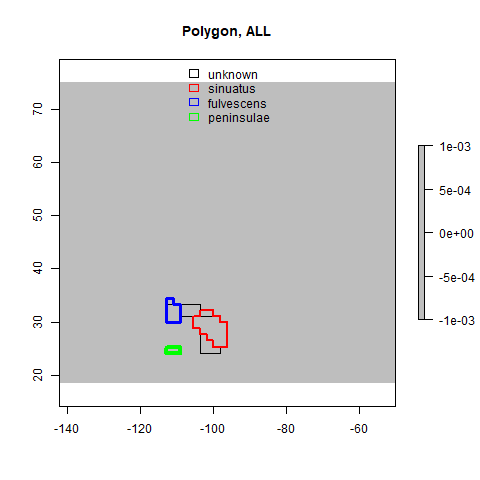 Polygon, ALL
unknown
sinuatus
fulvescens
peninsulae
70
60
50
40
30
20
-140
-120
-100
-80
-60
1e-03
5e-04
0e+00
-5e-04
-1e-03